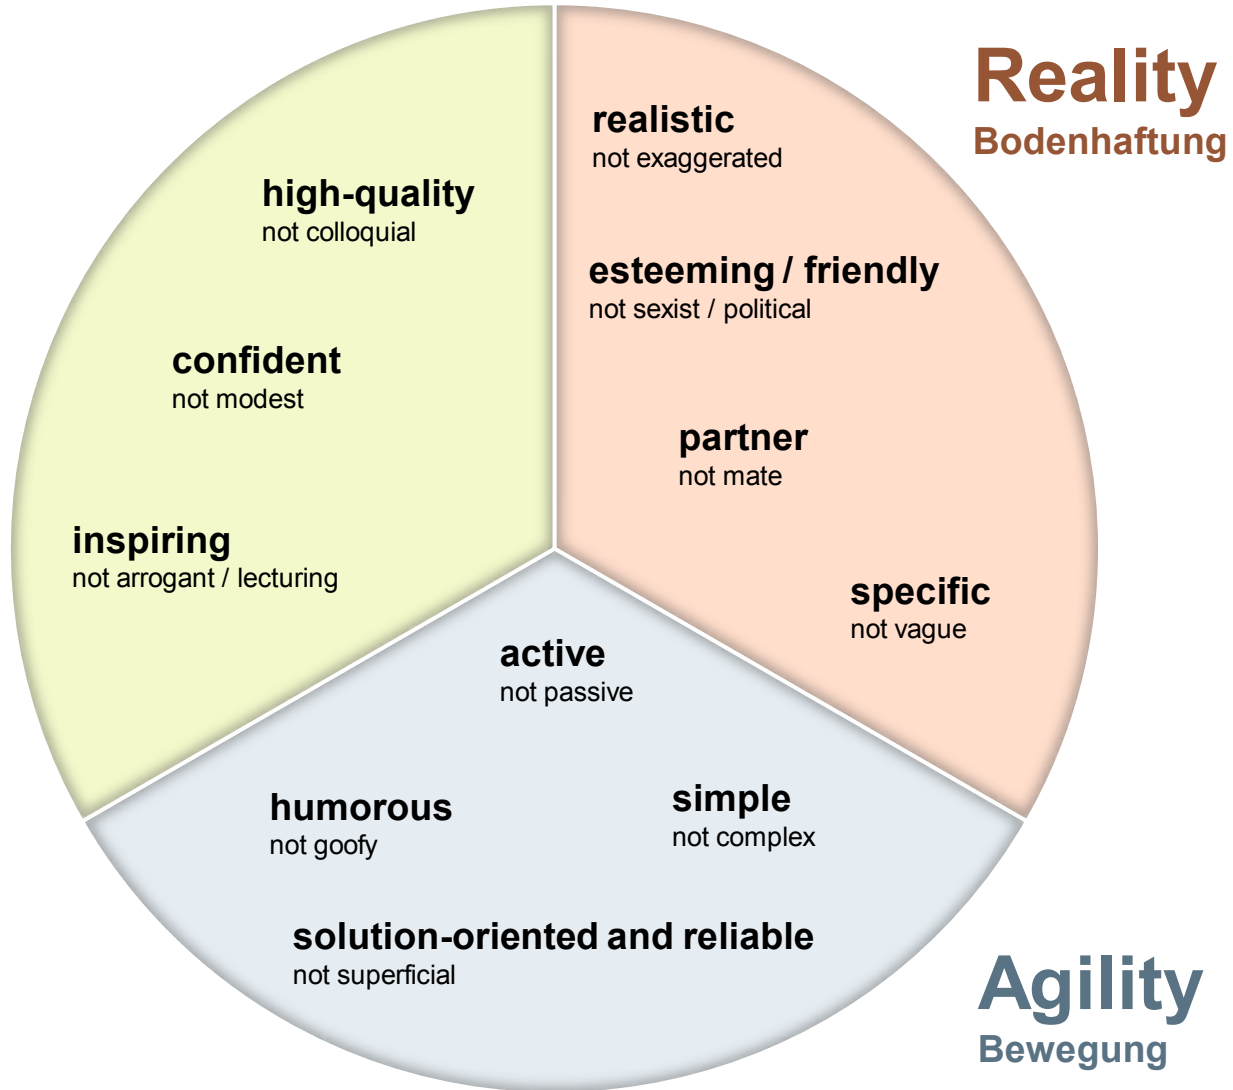 Reality
Bodenhaftung
realistic
not exaggerated
high-quality
not colloquial
esteeming / friendly
not sexist / political
confident
not modest
partner
not mate
inspiring
not arrogant / lecturing
specific
not vague
active
not passive
humorous
not goofy
simple
not complex
solution-oriented and reliable
not superficial
Agility
Bewegung